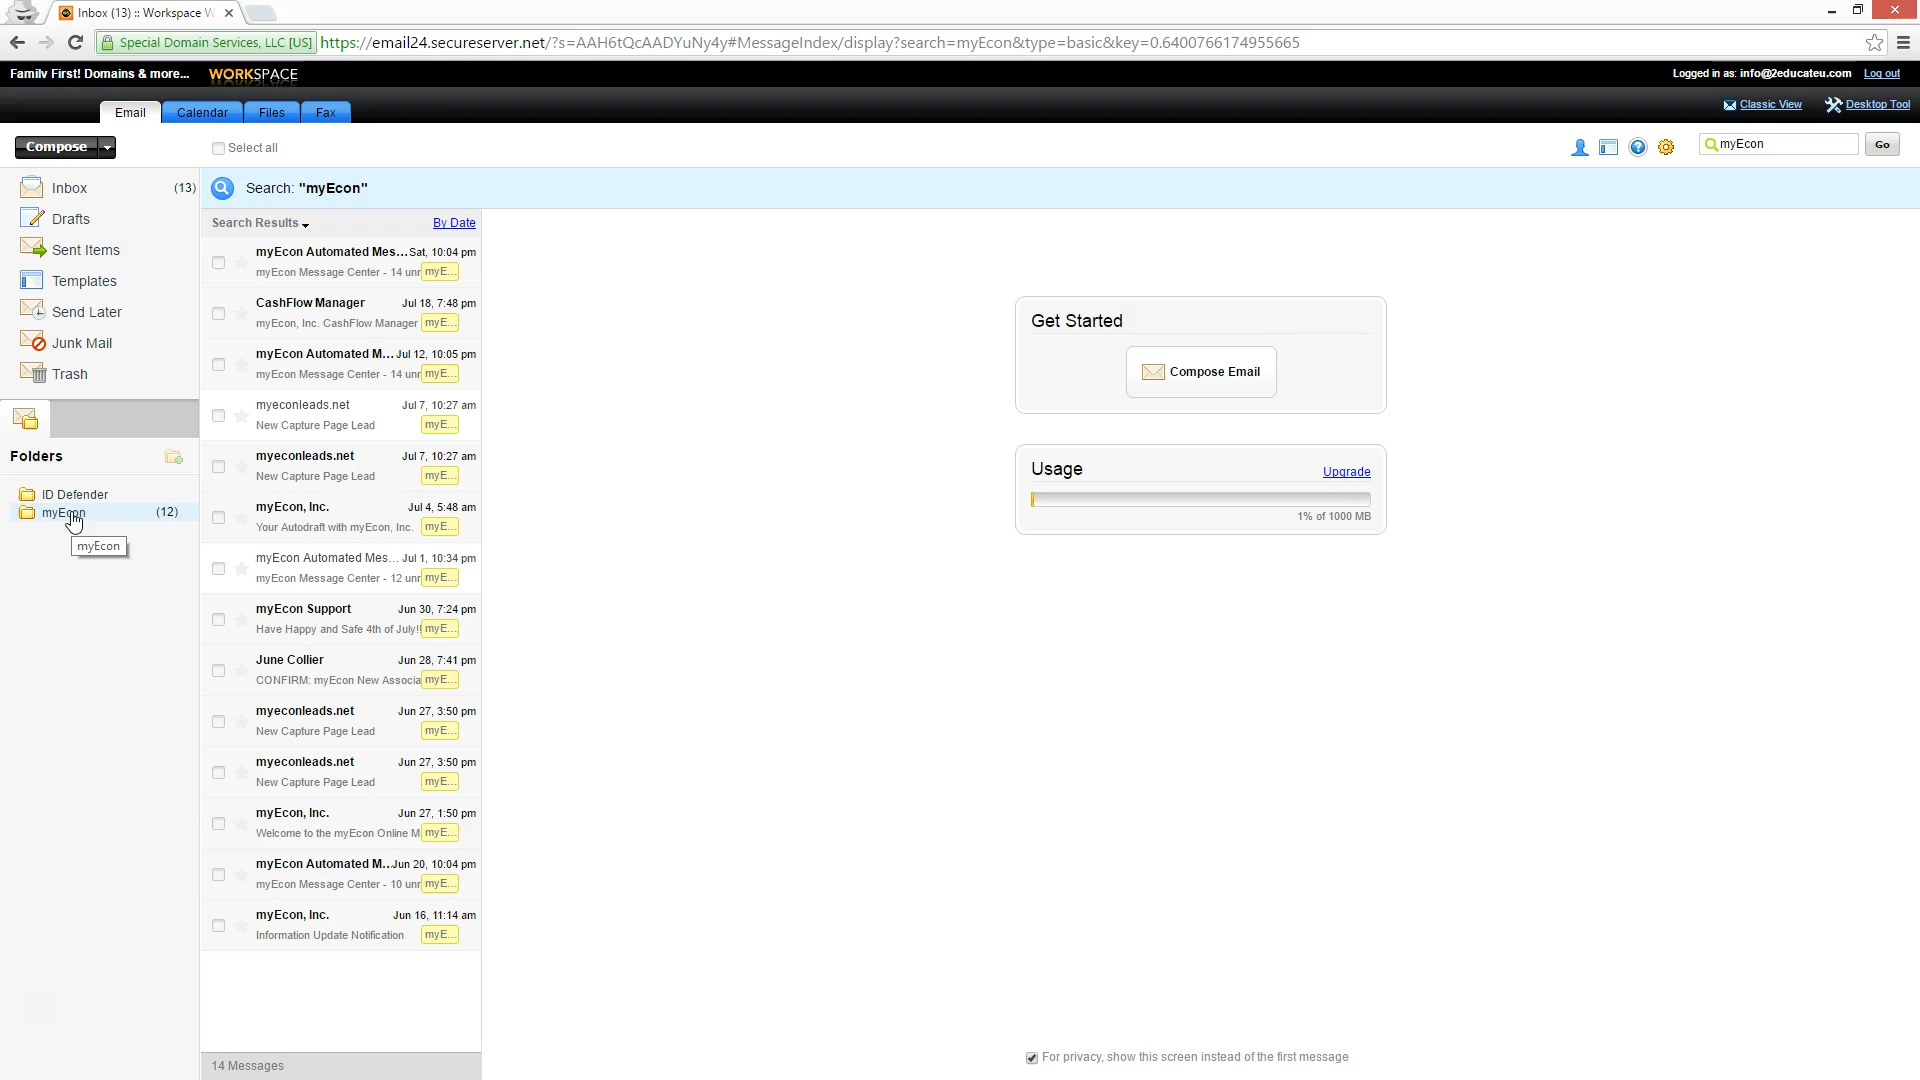 Inbox (13) :: Workspace W
Special Domain Services, LLC [US] https://email24.secureserver.net/?s=AAH6tQcAADYuNy4y#MessageIndex/display?search=myEcon&type=basic&key=0.6400766174955665
Family First! Domains & more... WORKSPACE Logged in as: info@2educateu.com Log out
Email Calendar Files Fax Classic View Desktop Tool
Compose Select all myEcon Go
Inbox (13)
Drafts
Sent Items
Templates
Send Later
Junk Mail
Trash
Folders
ID Defender
myEcon (12)
myEcon
Search: "myEcon"
Search Results By Date
myEcon Automated Mes... Sat, 10:04 pm
myEcon Message Center - 14 unr myE...
CashFlow Manager Jul 18, 7:48 pm
myEcon, Inc. CashFlow Manager myE...
myEcon Automated M... Jul 12, 10:05 pm
myEcon Message Center - 14 unr myE...
myeconleads.net Jul 7, 10:27 am
New Capture Page Lead myE...
myeconleads.net Jul 7, 10:27 am
New Capture Page Lead myE...
myEcon, Inc. Jul 4, 5:48 am
Your Autodraft with myEcon, Inc. myE...
myEcon Automated Mes... Jul 1, 10:34 pm
myEcon Message Center - 12 unr myE...
myEcon Support Jun 30, 7:24 pm
Have Happy and Safe 4th of July!! myE...
June Collier Jun 28, 7:41 pm
CONFIRM: myEcon New Associa myE...
myeconleads.net Jun 27, 3:50 pm
New Capture Page Lead myE...
myeconleads.net Jun 27, 3:50 pm
New Capture Page Lead myE...
myEcon, Inc. Jun 27, 1:50 pm
Welcome to the myEcon Online M myE...
myEcon Automated M... Jun 20, 10:04 pm
myEcon Message Center - 10 unr myE...
myEcon, Inc. Jun 16, 11:14 am
Information Update Notification myE...
14 Messages
Get Started
Compose Email
Usage Upgrade
1% of 1000 MB
For privacy, show this screen instead of the first message